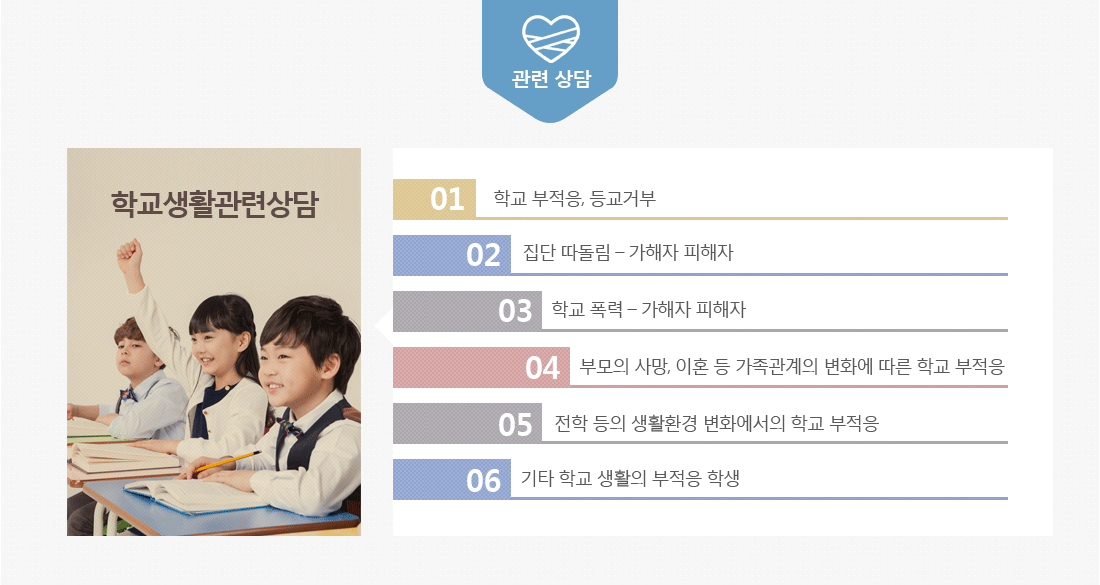 관련 상담
학교생활관련상담
01 학교 부적응, 등교거부
02 집단 따돌림 – 가해자 피해자
03 학교 폭력 – 가해자 피해자
04 부모의 사망, 이혼 등 가족관계의 변화에 따른 학교 부적응
05 전학 등의 생활환경 변화에서의 학교 부적응
06 기타 학교 생활의 부적응 학생